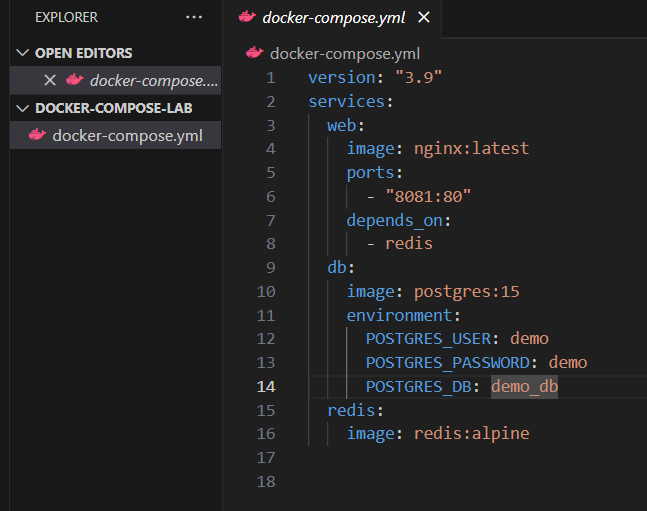 EXPLORER ···
OPEN EDITORS
docker-compose....
DOCKER-COMPOSE-LAB
docker-compose.yml
docker-compose.yml
docker-compose.yml
1 version: "3.9"
2 services:
3   web:
4     image: nginx:latest
5     ports:
6       - "8081:80"
7     depends_on:
8       - redis
9   db:
10     image: postgres:15
11     environment:
12       POSTGRES_USER: demo
13       POSTGRES_PASSWORD: demo
14       POSTGRES_DB: demo_db
15   redis:
16     image: redis:alpine
17
18